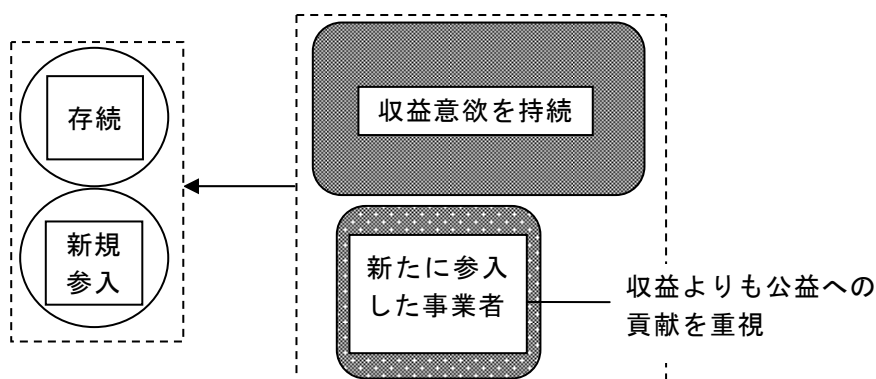 存続
新規
参入
収益意欲を持続
新たに参入
した事業者
収益よりも公益への
貢献を重視